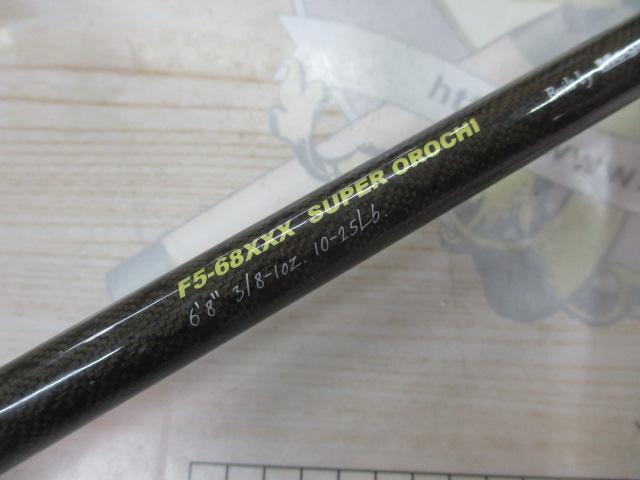 F5-68XXX SUPER OROCHI
6'8" 3/8-1oz. 10-25Lb.